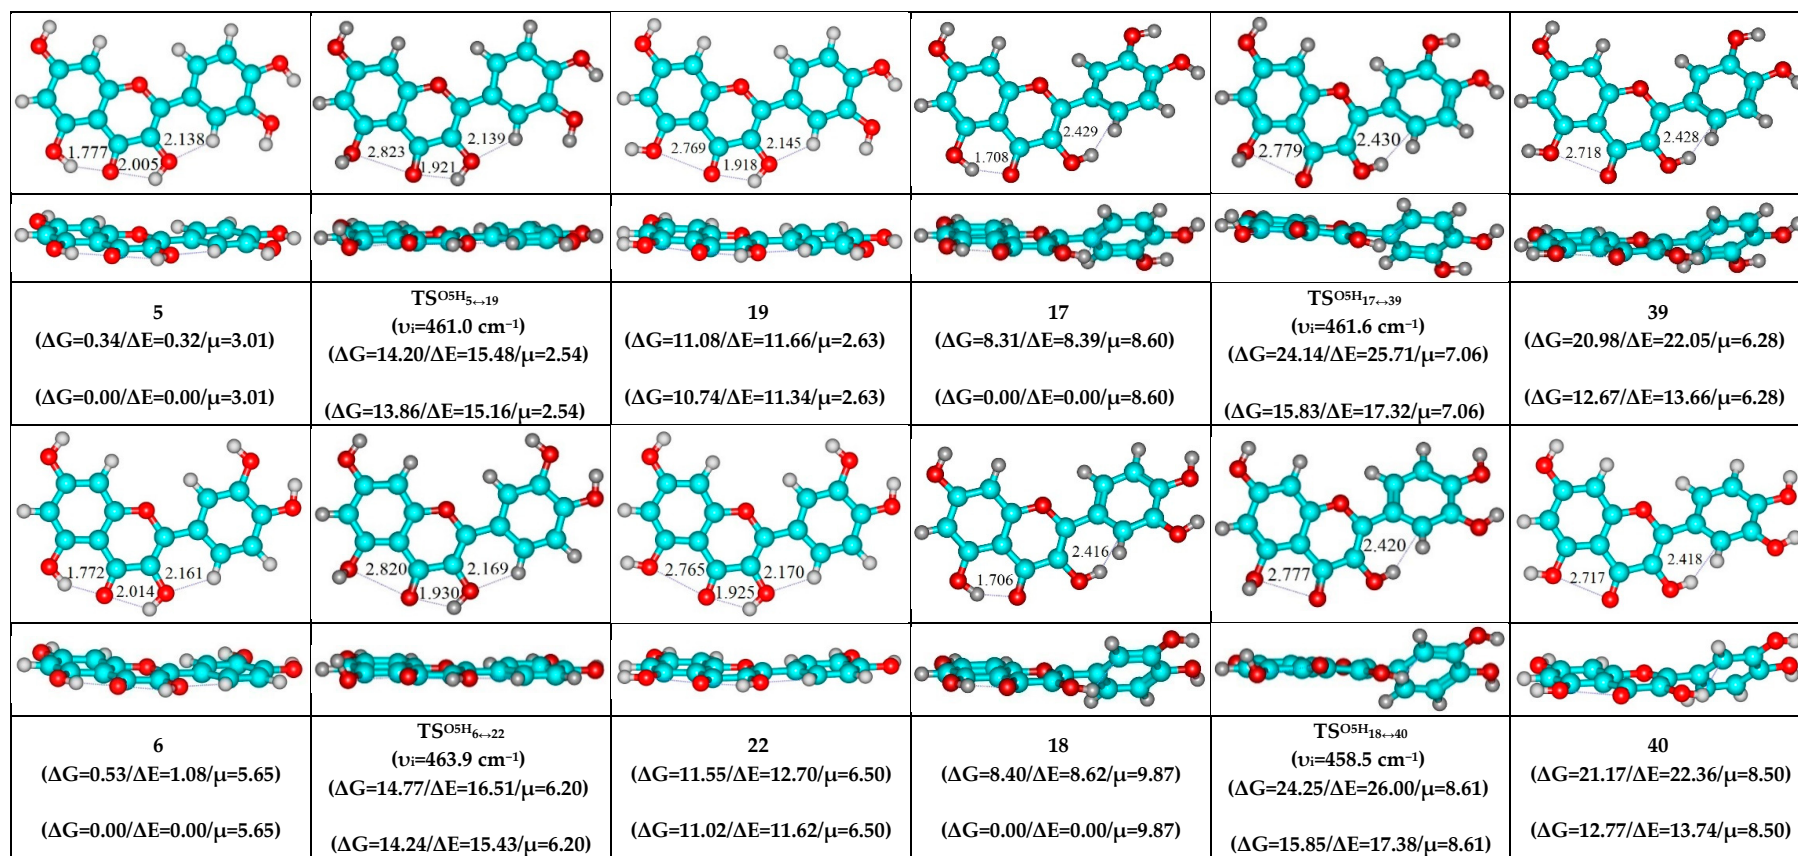 1.777
2.005
2.138
2.823
1.921
2.139
2.769
1.918
2.145
1.708
2.429
2.779
2.430
2.718
2.428
5
(ΔG=0.34/ΔE=0.32/μ=3.01)
(ΔG=0.00/ΔE=0.00/μ=3.01)
TS^O5H_5↔19
(υi=461.0 cm⁻¹)
(ΔG=14.20/ΔE=15.48/μ=2.54)
(ΔG=13.86/ΔE=15.16/μ=2.54)
19
(ΔG=11.08/ΔE=11.66/μ=2.63)
(ΔG=10.74/ΔE=11.34/μ=2.63)
17
(ΔG=8.31/ΔE=8.39/μ=8.60)
(ΔG=0.00/ΔE=0.00/μ=8.60)
TS^O5H_17↔39
(υi=461.6 cm⁻¹)
(ΔG=24.14/ΔE=25.71/μ=7.06)
(ΔG=15.83/ΔE=17.32/μ=7.06)
39
(ΔG=20.98/ΔE=22.05/μ=6.28)
(ΔG=12.67/ΔE=13.66/μ=6.28)
1.772
2.014
2.161
2.820
1.930
2.169
2.765
1.925
2.170
1.706
2.416
2.777
2.420
2.717
2.418
6
(ΔG=0.53/ΔE=1.08/μ=5.65)
(ΔG=0.00/ΔE=0.00/μ=5.65)
TS^O5H_6↔22
(υi=463.9 cm⁻¹)
(ΔG=14.77/ΔE=16.51/μ=6.20)
(ΔG=14.24/ΔE=15.43/μ=6.20)
22
(ΔG=11.55/ΔE=12.70/μ=6.50)
(ΔG=11.02/ΔE=11.62/μ=6.50)
18
(ΔG=8.40/ΔE=8.62/μ=9.87)
(ΔG=0.00/ΔE=0.00/μ=9.87)
TS^O5H_18↔40
(υi=458.5 cm⁻¹)
(ΔG=24.25/ΔE=26.00/μ=8.61)
(ΔG=15.85/ΔE=17.38/μ=8.61)
40
(ΔG=21.17/ΔE=22.36/μ=8.50)
(ΔG=12.77/ΔE=13.74/μ=8.50)